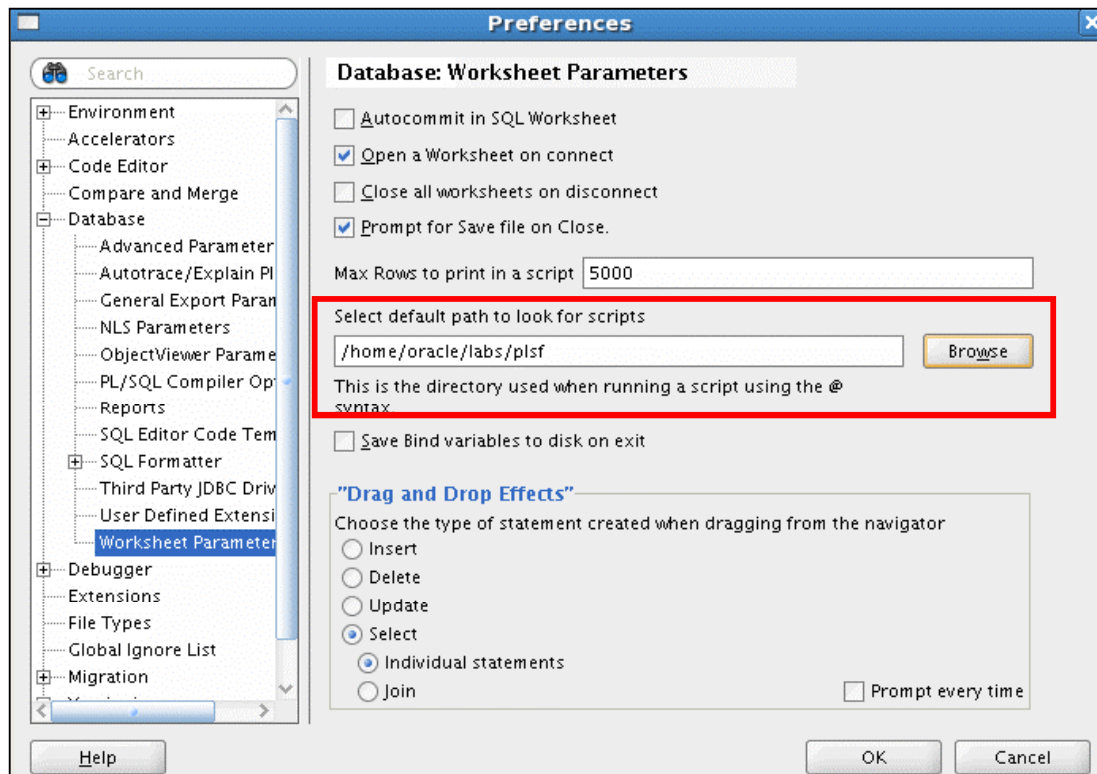 Preferences
Search
Environment
Accelerators
Code Editor
Compare and Merge
Database
Advanced Parameter
Autotrace/Explain Pl
General Export Param
NLS Parameters
ObjectViewer Parame
PL/SQL Compiler Opt
Reports
SQL Editor Code Tem
SQL Formatter
Third Party JDBC Driv
User Defined Extensi
Worksheet Parameter
Debugger
Extensions
File Types
Global Ignore List
Migration
Database: Worksheet Parameters
Autocommit in SQL Worksheet
Open a Worksheet on connect
Close all worksheets on disconnect
Prompt for Save file on Close.
Max Rows to print in a script 5000
Select default path to look for scripts
/home/oracle/labs/plsf Browse
This is the directory used when running a script using the @
syntax.
Save Bind variables to disk on exit
"Drag and Drop Effects"
Choose the type of statement created when dragging from the navigator
Insert
Delete
Update
Select
Individual statements
Join Prompt every time
Help OK Cancel